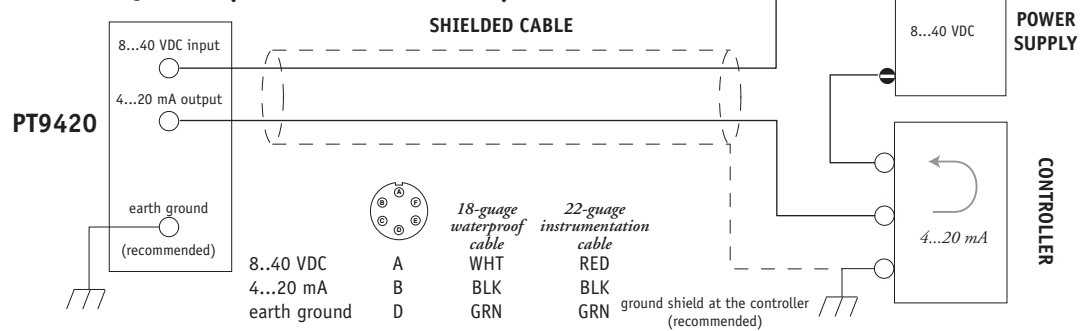 SHIELDED CABLE
8...40 VDC
POWER
SUPPLY
8...40 VDC input
4...20 mA output
PT9420
earth ground
(recommended)
A
B
F
C
E
D
18-guage
waterproof
cable
22-guage
instrumentation
cable
8..40 VDC A WHT RED
4...20 mA B BLK BLK
earth ground D GRN GRN
ground shield at the controller
(recommended)
4...20 mA
CONTROLLER